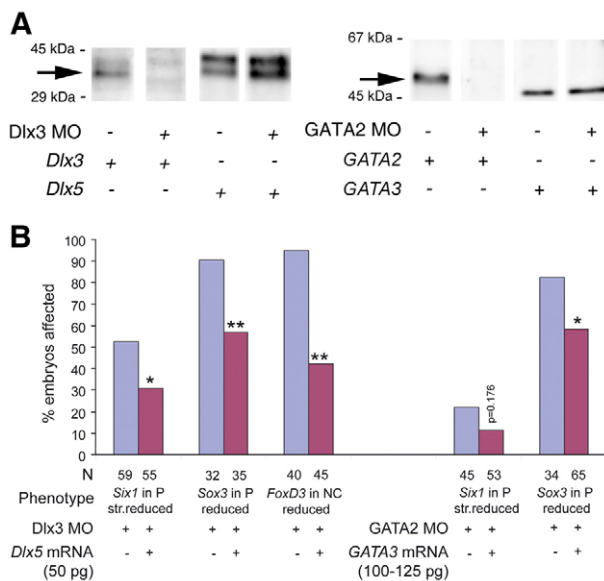 A
45 kDa -
29 kDa -
Dlx3 MO - + - +
Dlx3 + + - -
Dlx5 - - + +
67 kDa -
45 kDa -
GATA2 MO - + - +
GATA2 + + - -
GATA3 - - + +
B
% embryos affected
100
90
80
70
60
50
40
30
20
10
0
*
**
**
p=0.176
*
N 59 55 32 35 40 45 45 53 34 65
Phenotype Six1 in P str.reduced Sox3 in P reduced FoxD3 in NC reduced Six1 in P str.reduced Sox3 in P reduced
Dlx3 MO + + + + + + GATA2 MO + + + +
Dlx5 mRNA - + - + - + GATA3 mRNA - + - +
(50 pg) (100-125 pg)